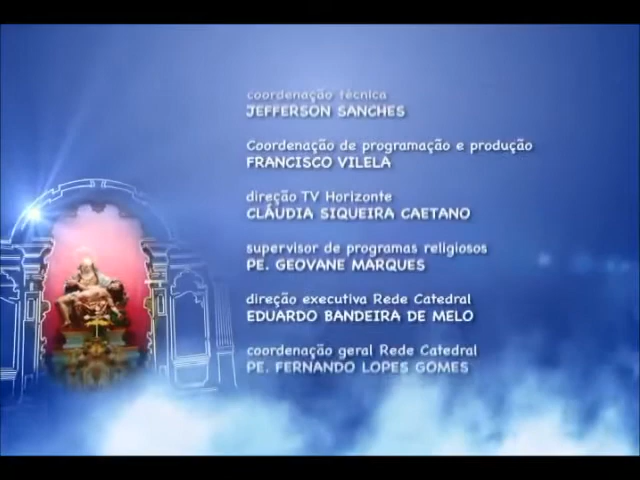 coordenação técnica
JEFFERSON SANCHES
Coordenação de programação e produção
FRANCISCO VILELA
direção TV Horizonte
CLÁUDIA SIQUEIRA CAETANO
supervisor de programas religiosos
PE. GEOVANE MARQUES
direção executiva Rede Catedral
EDUARDO BANDEIRA DE MELO
coordenação geral Rede Catedral
PE. FERNANDO LOPES GOMES